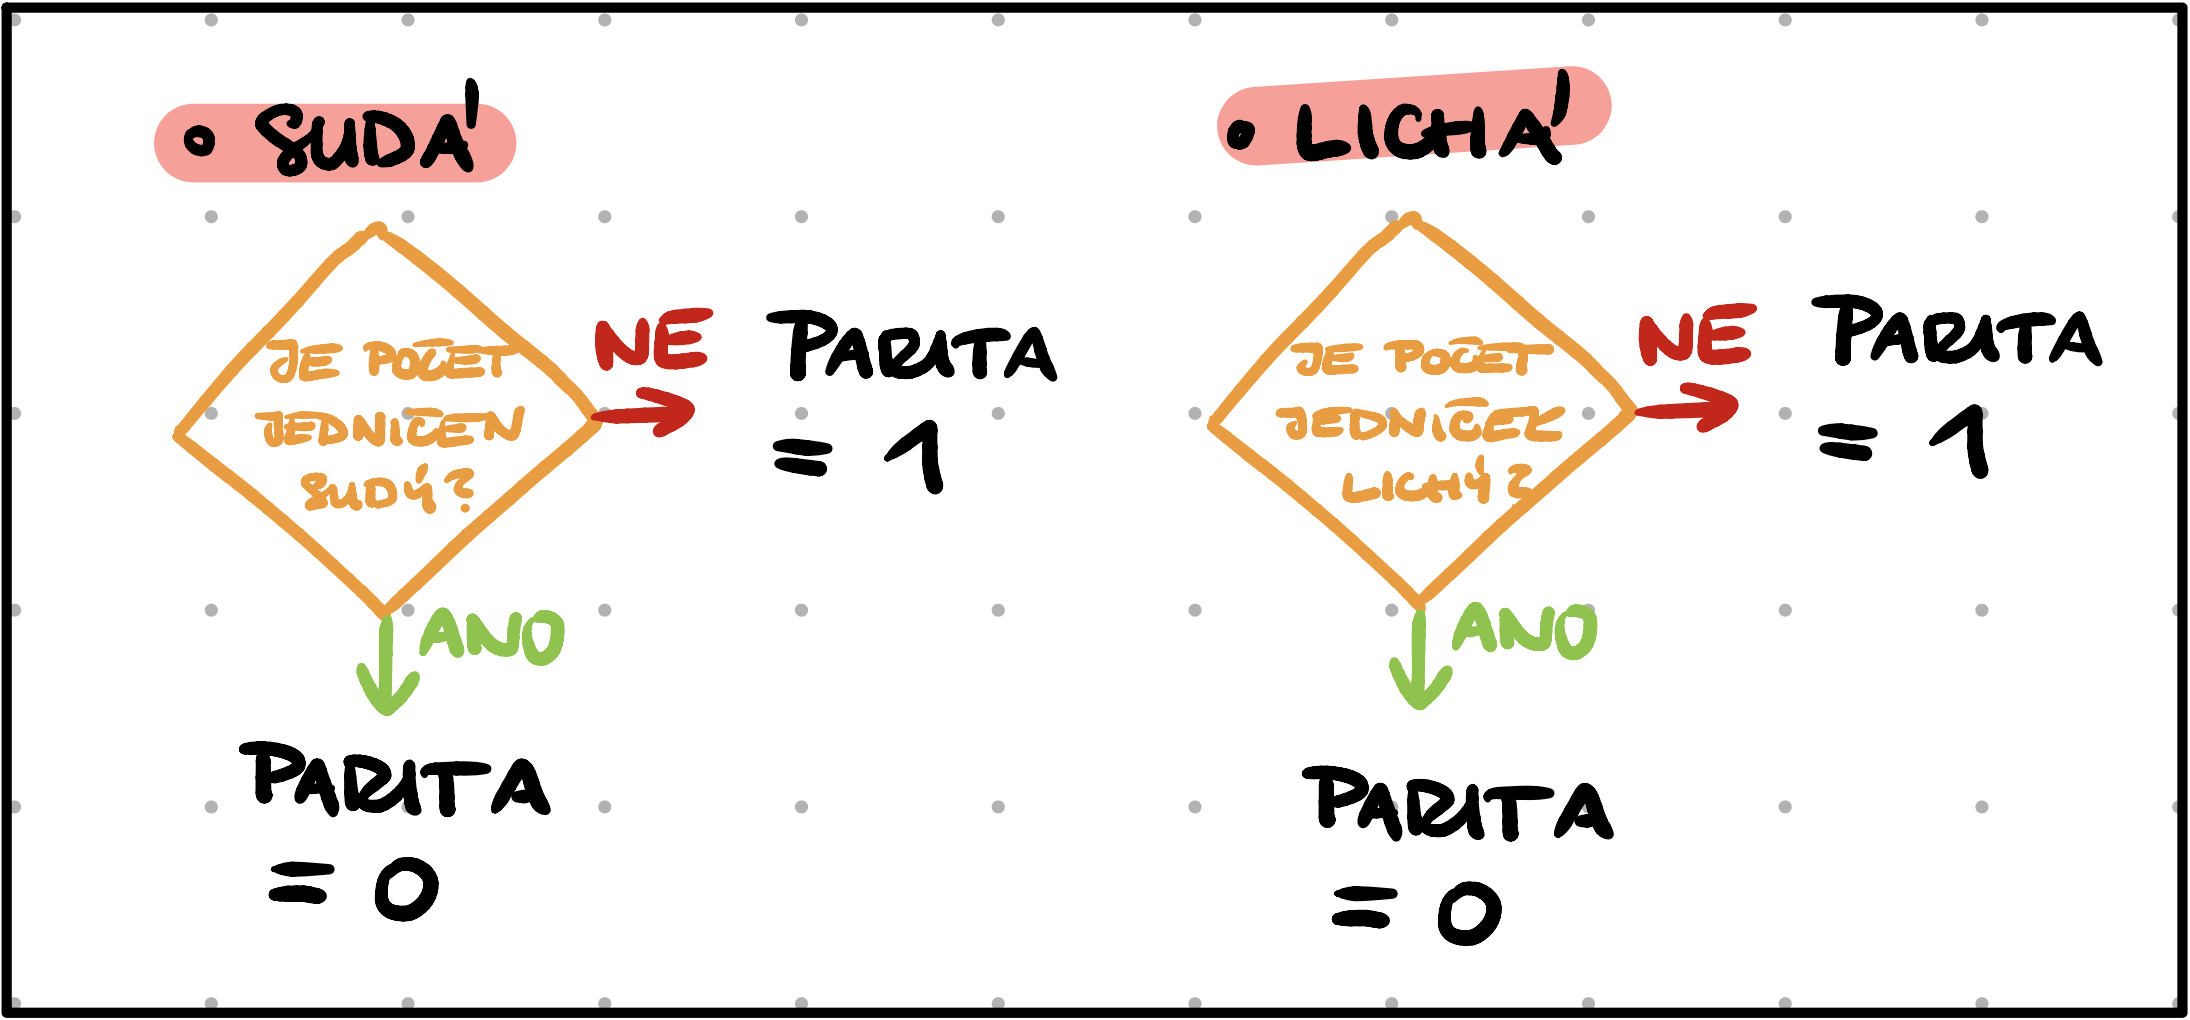 • SUDÁ
JE POČET
JEDNIČEK
SUDÝ?
NE
PARITA
= 1
ANO
PARITA
= 0
• LICHÁ
JE POČET
JEDNIČEK
LICHÝ?
NE
PARITA
= 1
ANO
PARITA
= 0